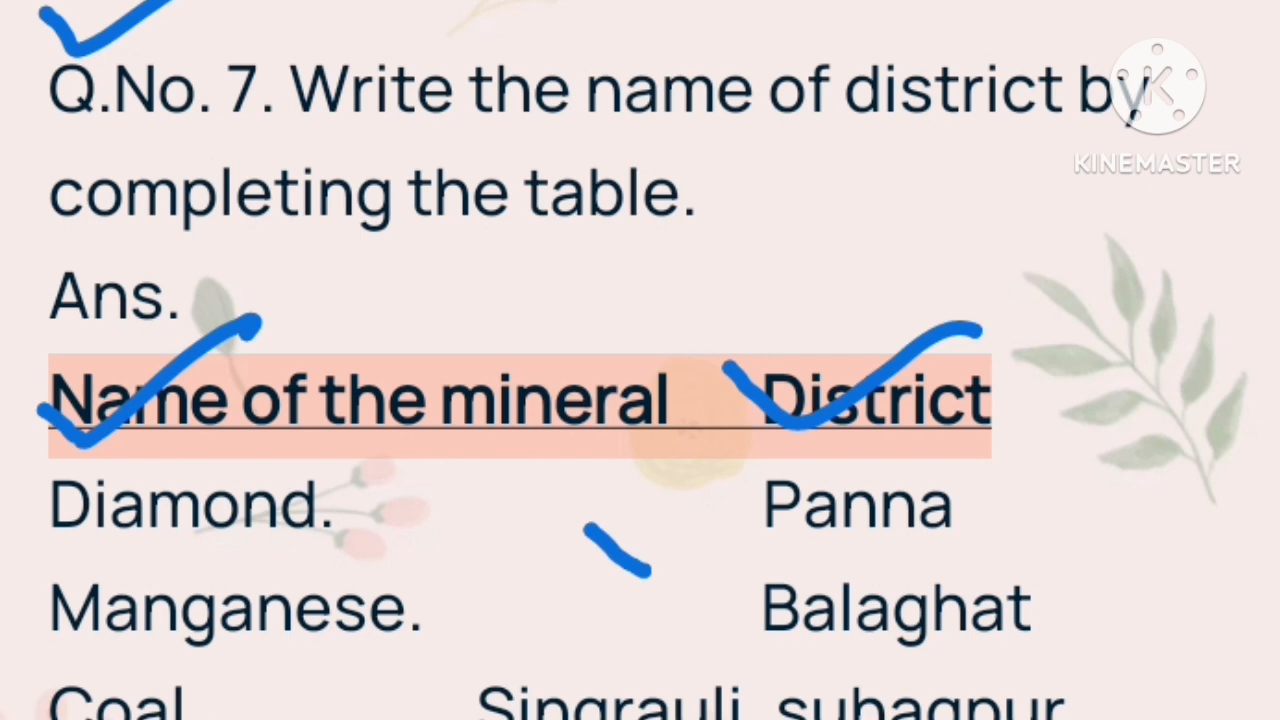 Q.No. 7. Write the name of district by
KINEMASTER
completing the table.
Ans.
Name of the mineral District
Diamond. Panna
Manganese. Balaghat
Coal Singrauli, suhagpur